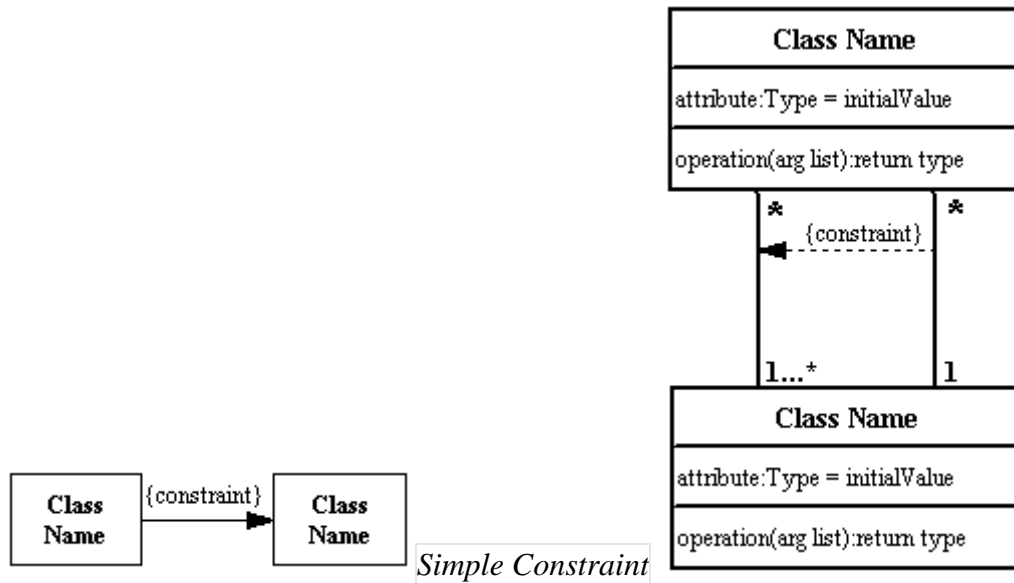 Class Name
attribute:Type = initialValue
operation(arg list):return type
* *
{constraint}
1...* 1
Class Name
attribute:Type = initialValue
operation(arg list):return type
Class
Name
{constraint}
Class
Name
Simple Constraint